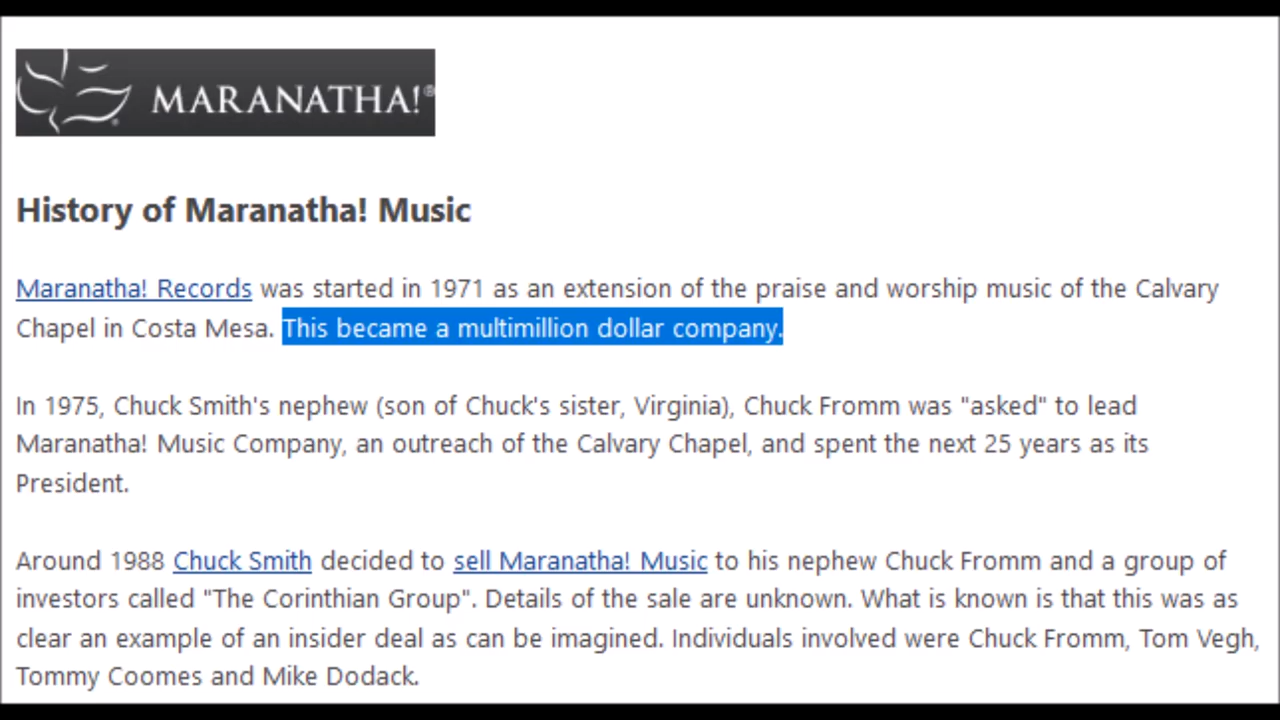 MARANATHA!®
History of Maranatha! Music
Maranatha! Records was started in 1971 as an extension of the praise and worship music of the Calvary
Chapel in Costa Mesa. This became a multimillion dollar company.
In 1975, Chuck Smith's nephew (son of Chuck's sister, Virginia), Chuck Fromm was "asked" to lead
Maranatha! Music Company, an outreach of the Calvary Chapel, and spent the next 25 years as its
President.
Around 1988 Chuck Smith decided to sell Maranatha! Music to his nephew Chuck Fromm and a group of
investors called "The Corinthian Group". Details of the sale are unknown. What is known is that this was as
clear an example of an insider deal as can be imagined. Individuals involved were Chuck Fromm, Tom Vegh,
Tommy Coomes and Mike Dodack.